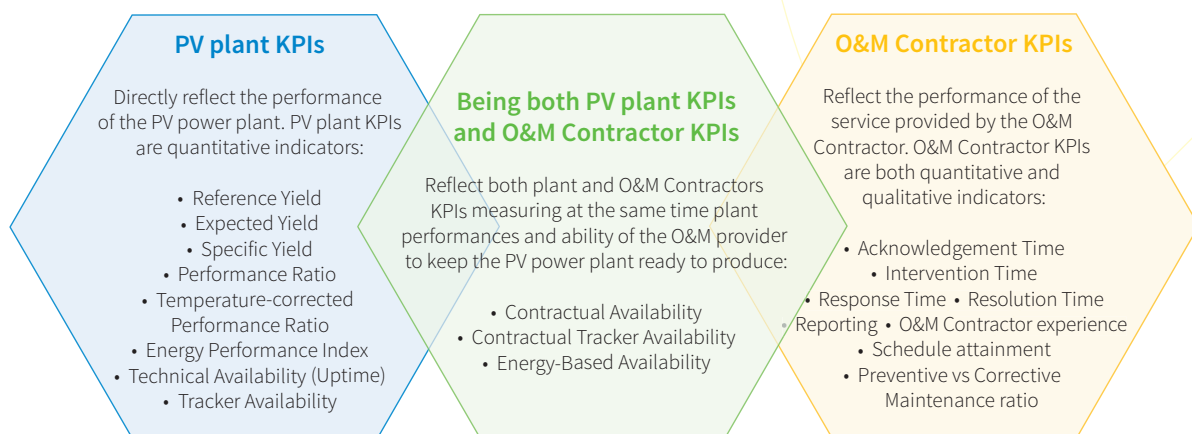 PV plant KPIs
Directly reflect the performance
of the PV power plant. PV plant KPIs
are quantitative indicators:
• Reference Yield
• Expected Yield
• Specific Yield
• Performance Ratio
• Temperature-corrected
Performance Ratio
• Energy Performance Index
• Technical Availability (Uptime)
• Tracker Availability
Being both PV plant KPIs
and O&M Contractor KPIs
Reflect both plant and O&M Contractors
KPIs measuring at the same time plant
performances and ability of the O&M provider
to keep the PV power plant ready to produce:
• Contractual Availability
• Contractual Tracker Availability
• Energy-Based Availability
O&M Contractor KPIs
Reflect the performance of the
service provided by the O&M
Contractor. O&M Contractor KPIs
are both quantitative and
qualitative indicators:
• Acknowledgement Time
• Intervention Time
• Response Time • Resolution Time
• Reporting • O&M Contractor experience
• Schedule attainment
• Preventive vs Corrective
Maintenance ratio